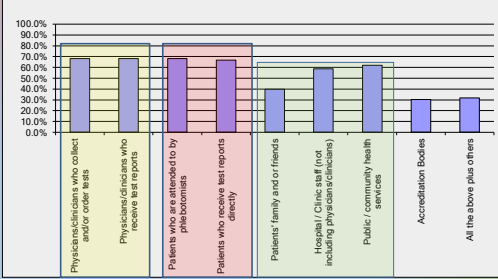 100.0%
90.0%
80.0%
70.0%
60.0%
50.0%
40.0%
30.0%
20.0%
10.0%
0.0%
Physicians/clinicians who collect
and/or order tests
Physicians/clinicians who
receive test reports
Patients who are attended to by
phlebotomists
Patients who receive test reports
directly
Patients' family and or friends
Hospital / Clinic staff (not
including physicians/clinicians)
Public / community health
services
Accreditation Bodies
All the above plus others